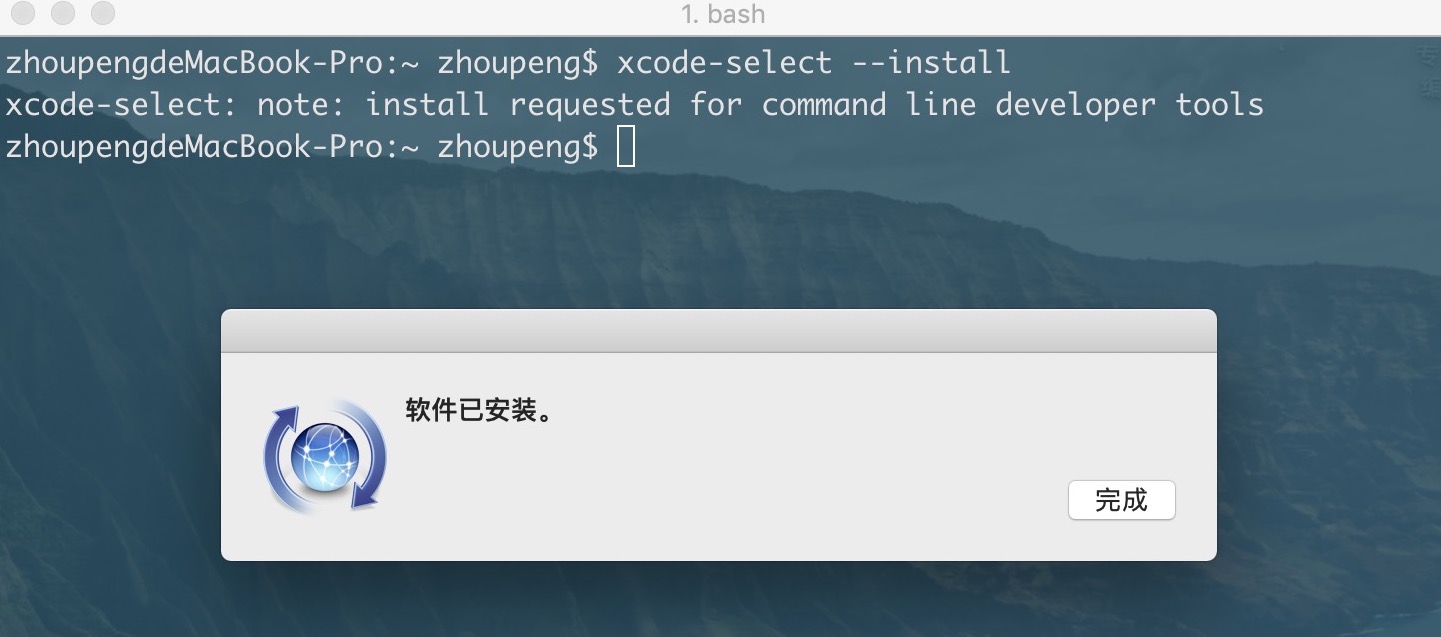 1. bash
zhoupengdeMacBook-Pro:~ zhoupeng$ xcode-select --install
xcode-select: note: install requested for command line developer tools
zhoupengdeMacBook-Pro:~ zhoupeng$
软件已安装。
完成